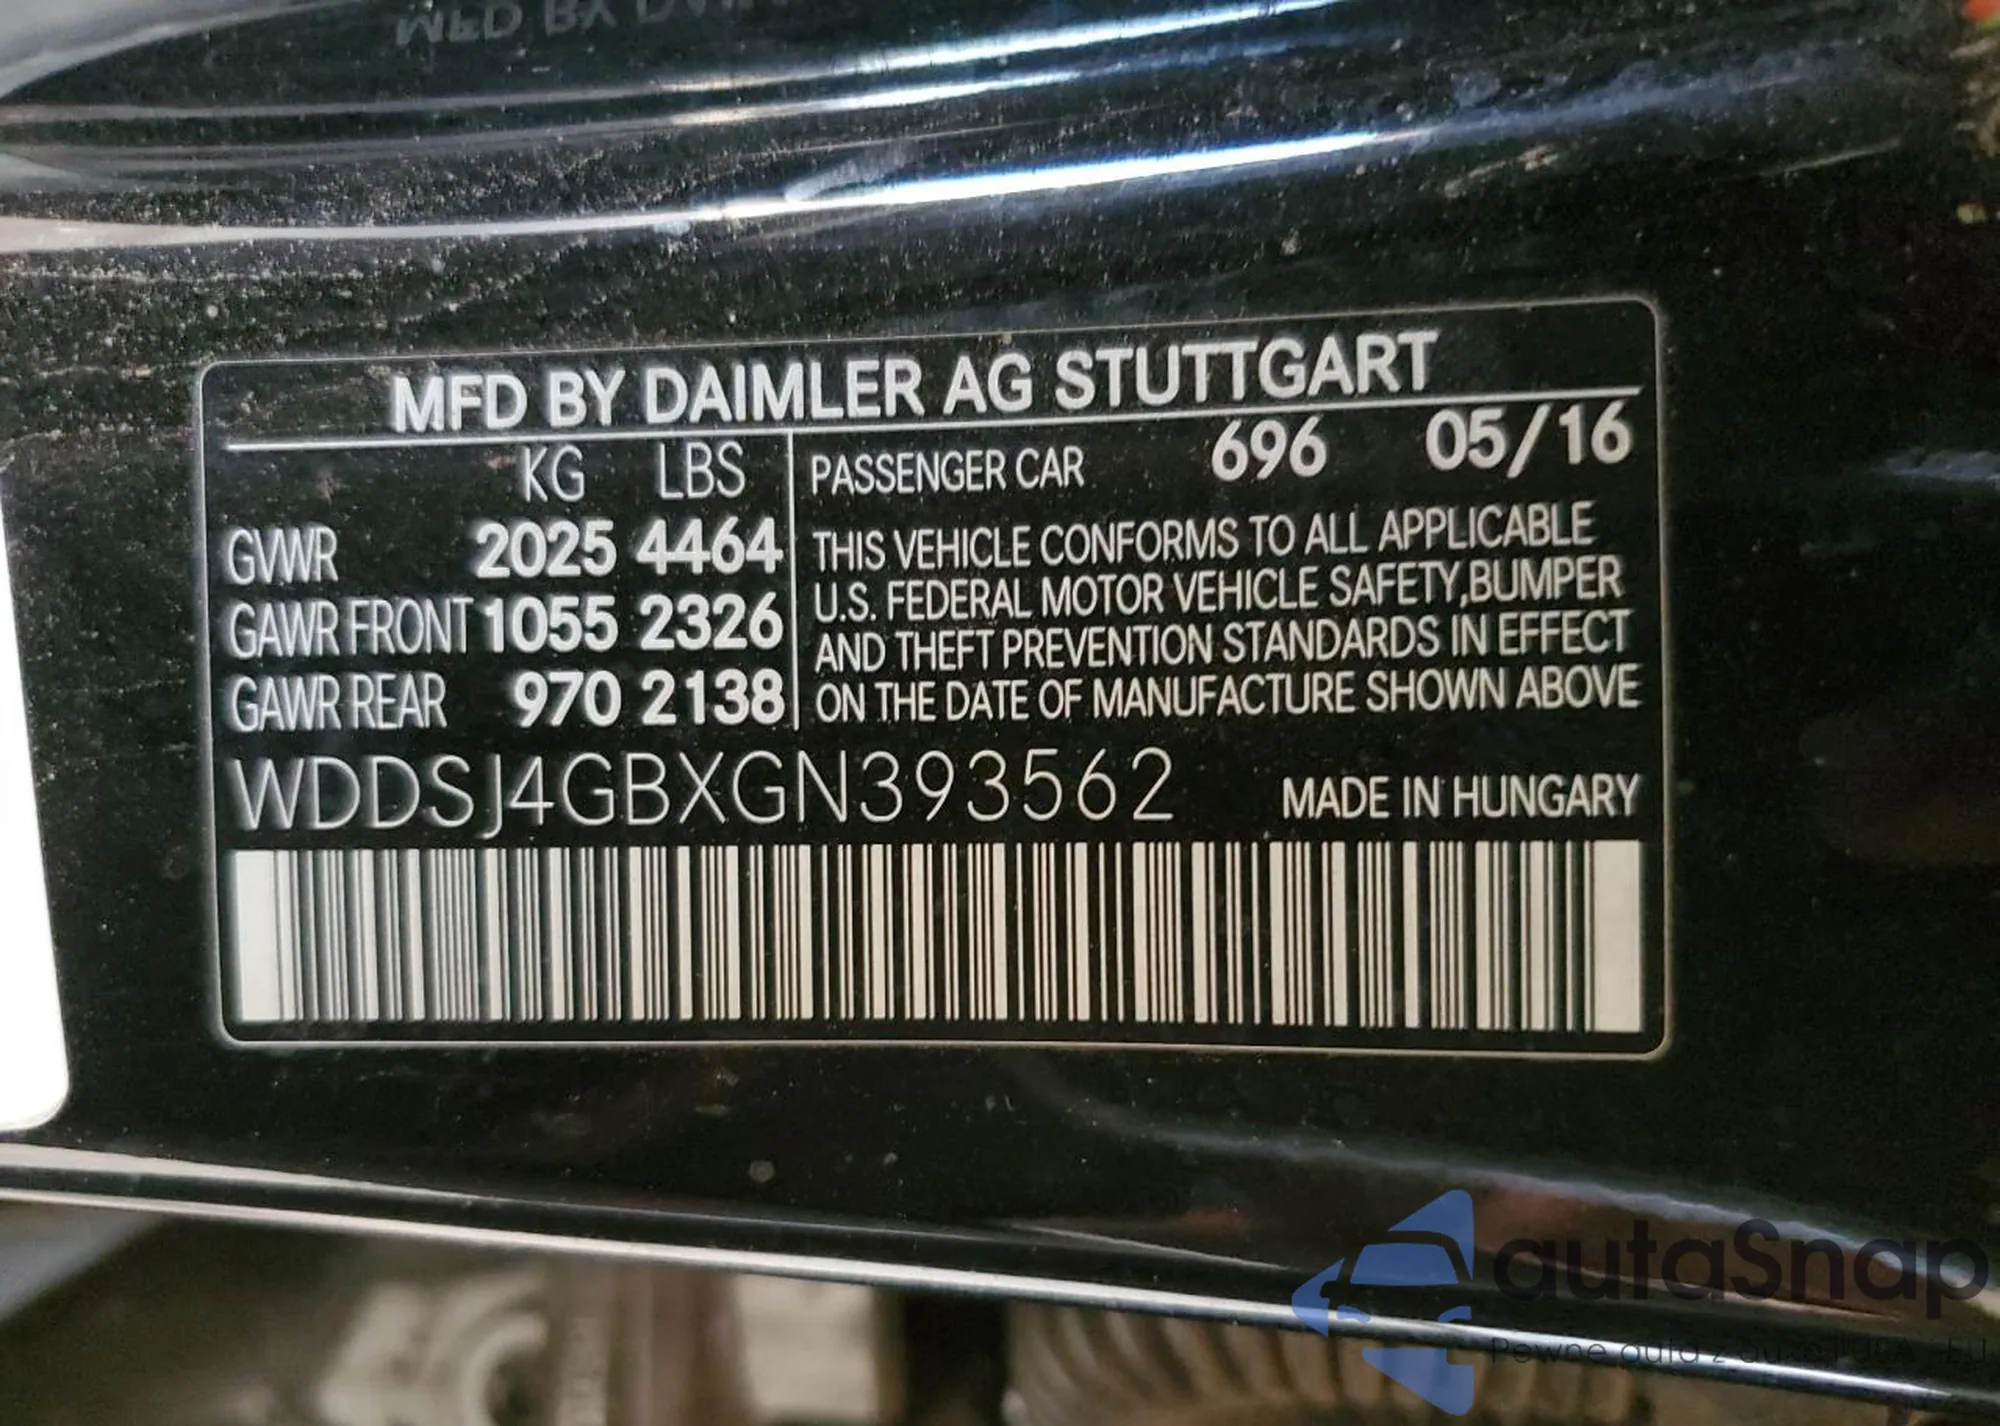 MFD BY DAIMLER AG STUTTGART
KG LBS
GVWR 2025 4464
GAWR FRONT 1055 2326
GAWR REAR 970 2138
PASSENGER CAR 696 05/16
THIS VEHICLE CONFORMS TO ALL APPLICABLE
U.S. FEDERAL MOTOR VEHICLE SAFETY,BUMPER
AND THEFT PREVENTION STANDARDS IN EFFECT
ON THE DATE OF MANUFACTURE SHOWN ABOVE
WDDSJ4GBXGN393562 MADE IN HUNGARY
autaSnap
Pewne auta z